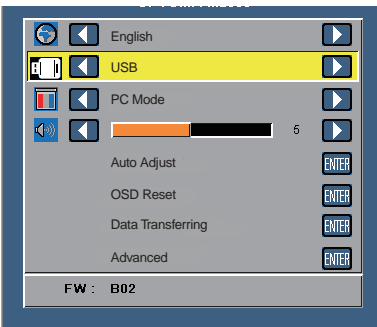 English
USB
PC Mode
5
Auto Adjust ENTER
OSD Reset ENTER
Data Transferring ENTER
Advanced ENTER
FW : B02